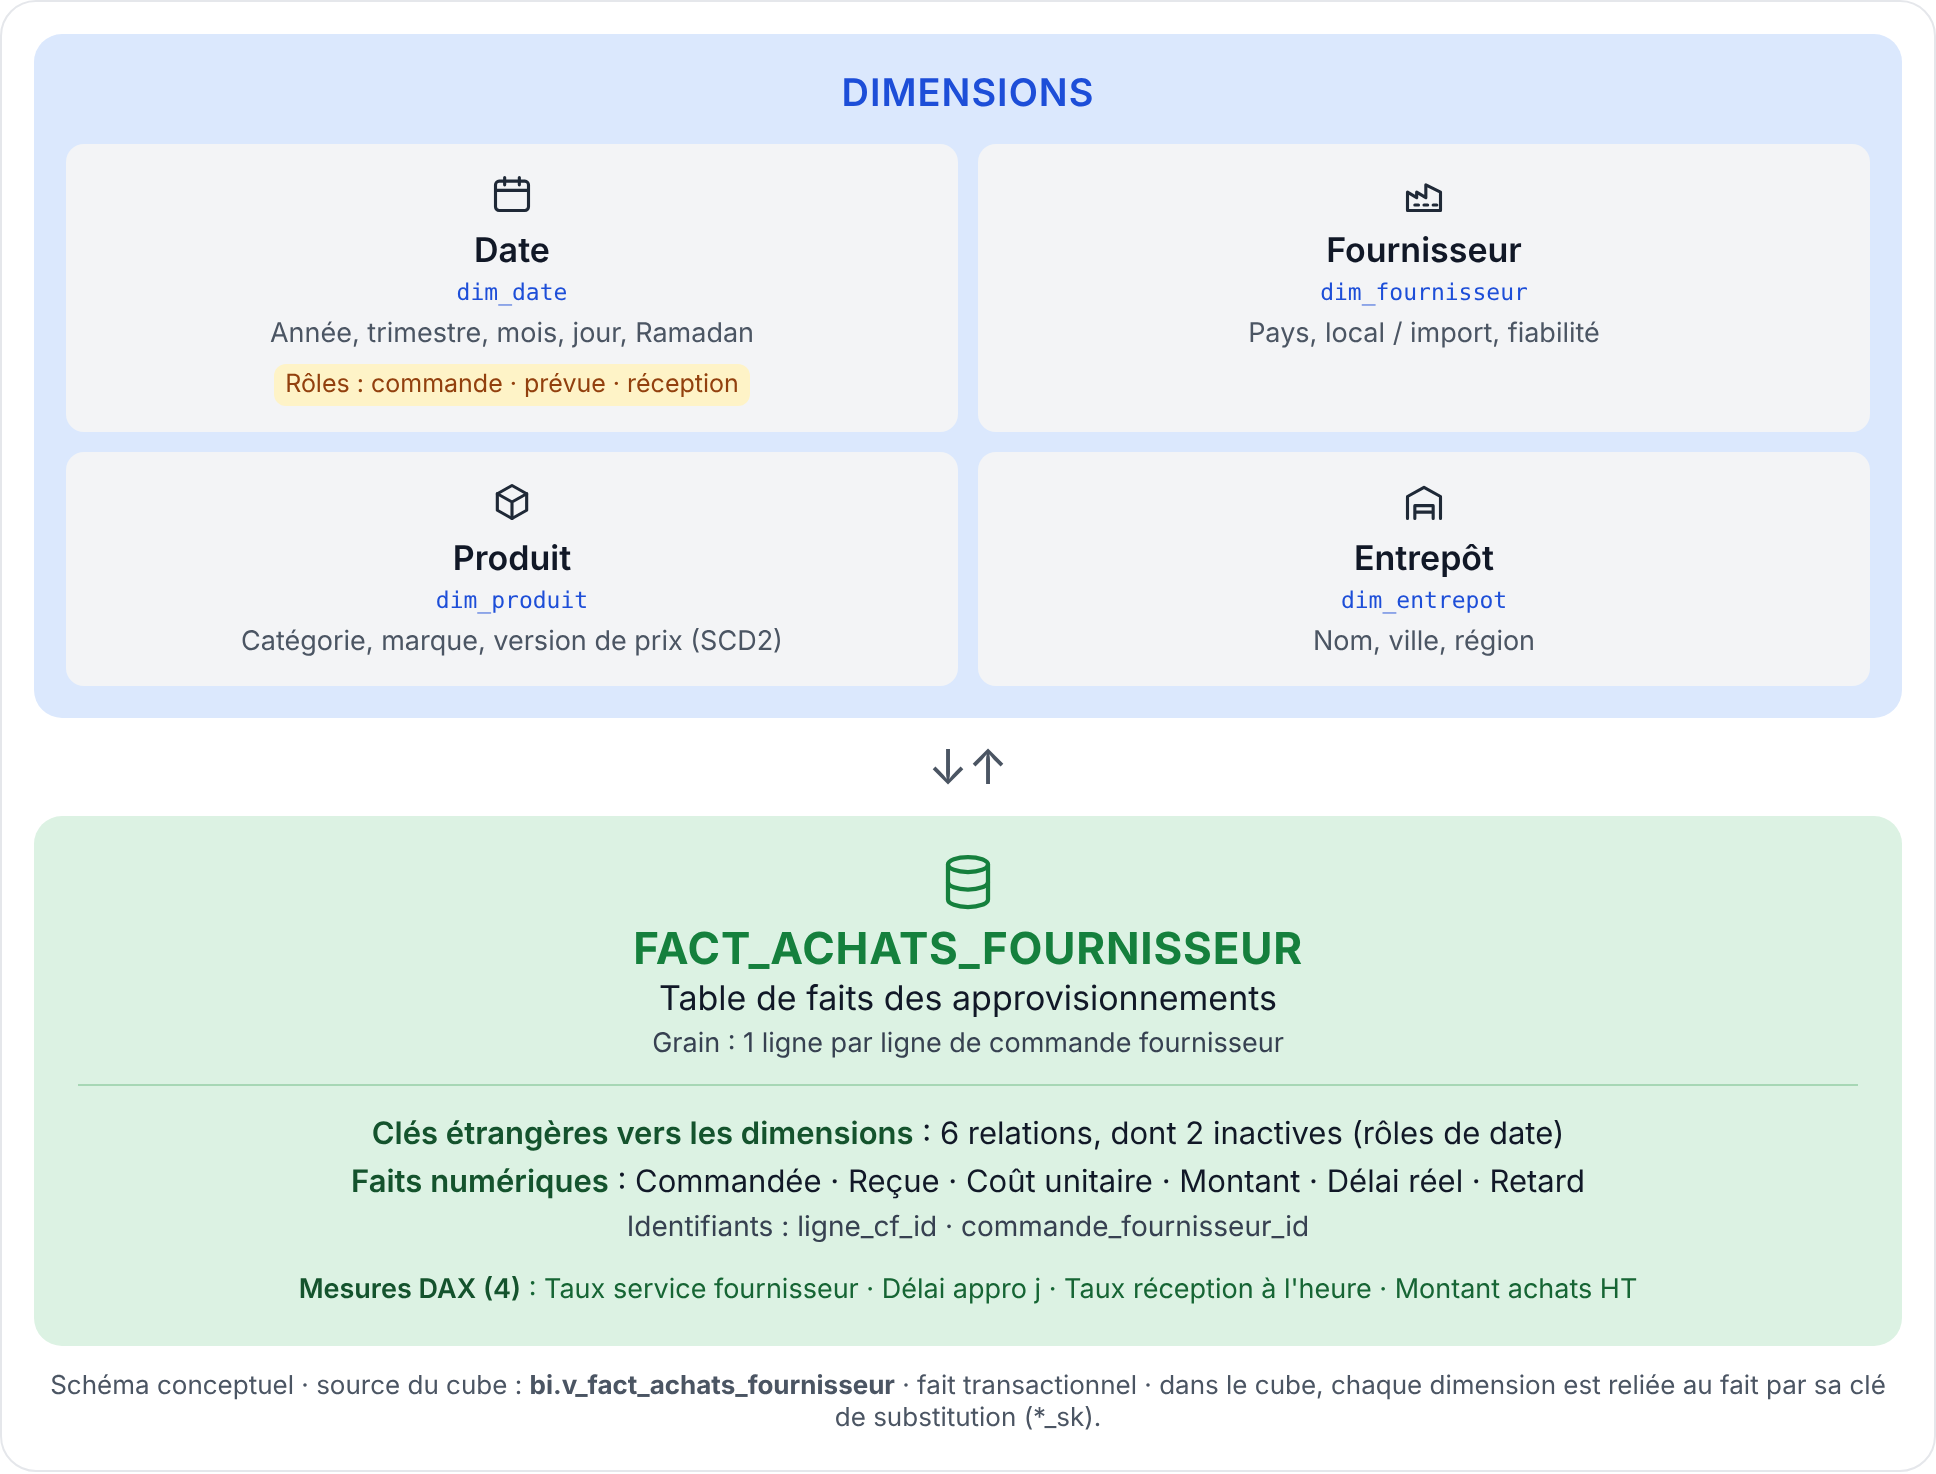 DIMENSIONS
Date
dim_date
Année, trimestre, mois, jour, Ramadan
Rôles : commande · prévue · réception
Fournisseur
dim_fournisseur
Pays, local / import, fiabilité
Produit
dim_produit
Catégorie, marque, version de prix (SCD2)
Entrepôt
dim_entrepot
Nom, ville, région
FACT_ACHATS_FOURNISSEUR
Table de faits des approvisionnements
Grain : 1 ligne par ligne de commande fournisseur
Clés étrangères vers les dimensions : 6 relations, dont 2 inactives (rôles de date)
Faits numériques : Commandée · Reçue · Coût unitaire · Montant · Délai réel · Retard
Identifiants : ligne_cf_id · commande_fournisseur_id
Mesures DAX (4) : Taux service fournisseur · Délai appro j · Taux réception à l'heure · Montant achats HT
Schéma conceptuel · source du cube : bi.v_fact_achats_fournisseur · fait transactionnel · dans le cube, chaque dimension est reliée au fait par sa clé
de substitution (*_sk).